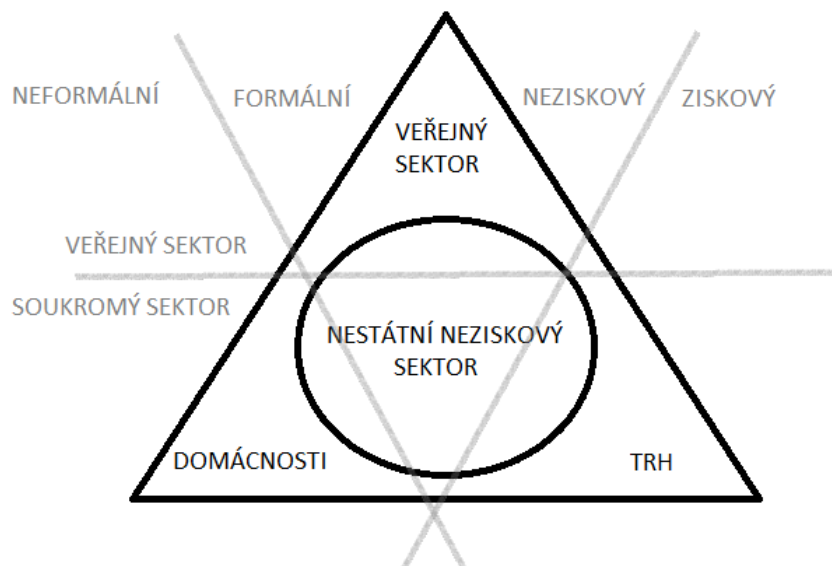 NEFORMÁLNÍ
FORMÁLNÍ
NEZISKOVÝ
ZISKOVÝ
VEŘEJNÝ
SEKTOR
VEŘEJNÝ SEKTOR
SOUKROMÝ SEKTOR
NESTÁTNÍ NEZISKOVÝ
SEKTOR
DOMÁCNOSTI
TRH